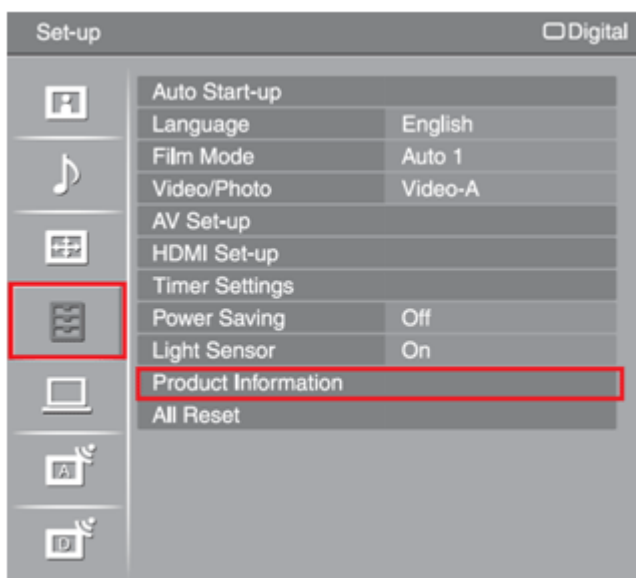 Set-up Digital
Auto Start-up
Language English
Film Mode Auto 1
Video/Photo Video-A
AV Set-up
HDMI Set-up
Timer Settings
Power Saving Off
Light Sensor On
Product Information
All Reset
A
D